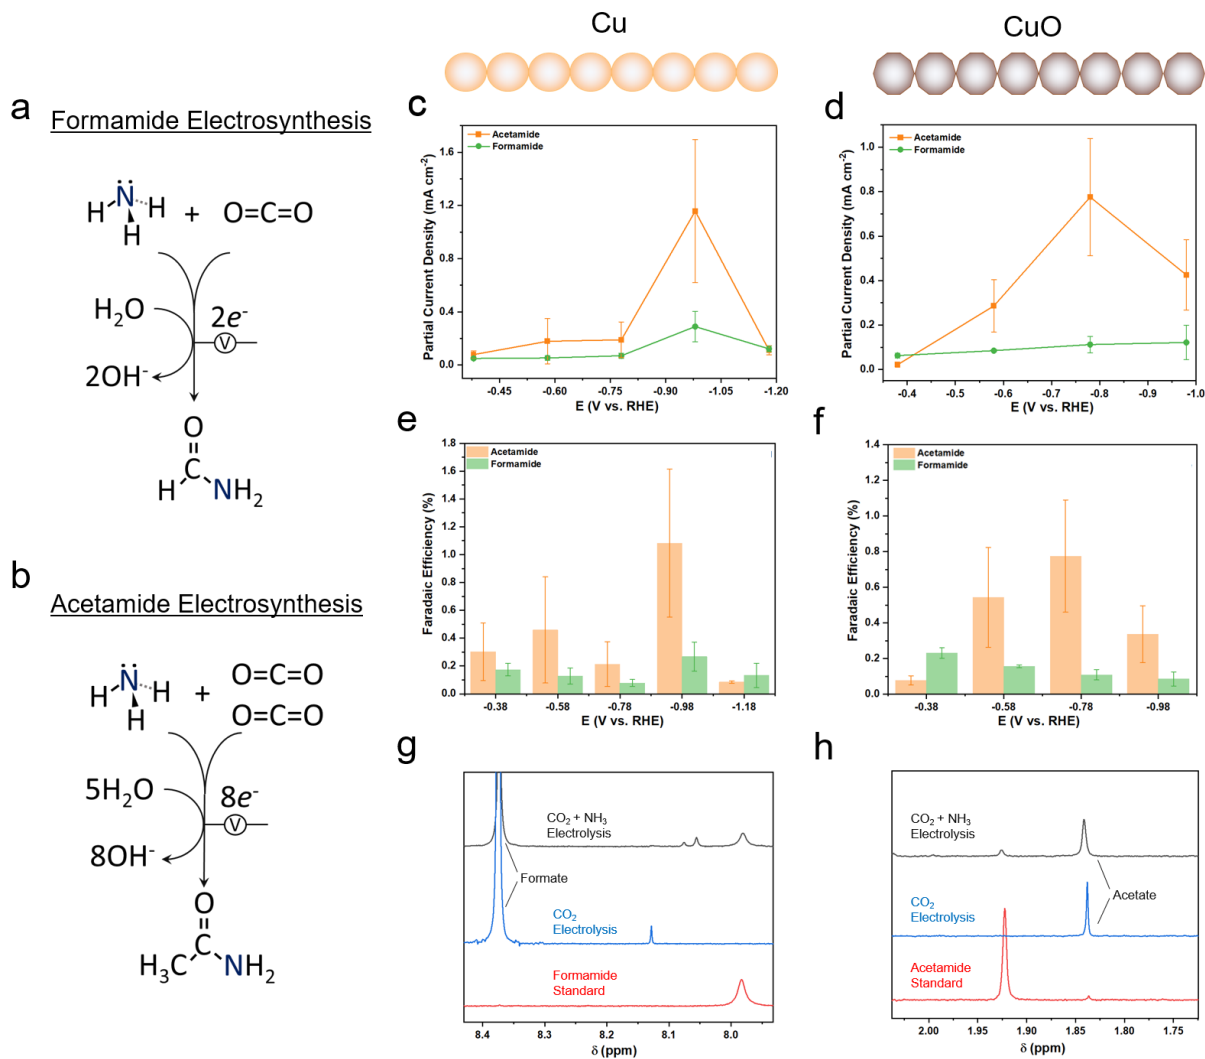 Cu
CuO
a
Formamide Electrosynthesis
N
H
H
H
+
O=C=O
H₂O
2e⁻
V
2OH⁻
O
C
H
NH₂
b
Acetamide Electrosynthesis
N
H
H
H
+
O=C=O
O=C=O
5H₂O
8e⁻
V
8OH⁻
O
C
H₃C
NH₂
c
Acetamide
Formamide
Partial Current Density (mA cm⁻²)
1.6
1.2
0.8
0.4
0.0
-0.45
-0.60
-0.75
-0.90
-1.05
-1.20
E (V vs. RHE)
d
Acetamide
Formamide
Partial Current Density (mA cm⁻²)
1.0
0.8
0.6
0.4
0.2
0.0
-0.4
-0.5
-0.6
-0.7
-0.8
-0.9
-1.0
E (V vs. RHE)
e
Acetamide
Formamide
Faradaic Efficiency (%)
1.8
1.6
1.4
1.2
1.0
0.8
0.6
0.4
0.2
0.0
-0.38
-0.58
-0.78
-0.98
-1.18
E (V vs. RHE)
f
Acetamide
Formamide
Faradaic Efficiency (%)
1.4
1.2
1.0
0.8
0.6
0.4
0.2
0.0
-0.38
-0.58
-0.78
-0.98
E (V vs. RHE)
g
CO₂ + NH₃
Electrolysis
Formate
CO₂
Electrolysis
Formamide
Standard
8.4
8.3
8.2
8.1
8.0
δ (ppm)
h
CO₂ + NH₃
Electrolysis
Acetate
CO₂
Electrolysis
Acetamide
Standard
2.00
1.95
1.90
1.85
1.80
1.75
δ (ppm)